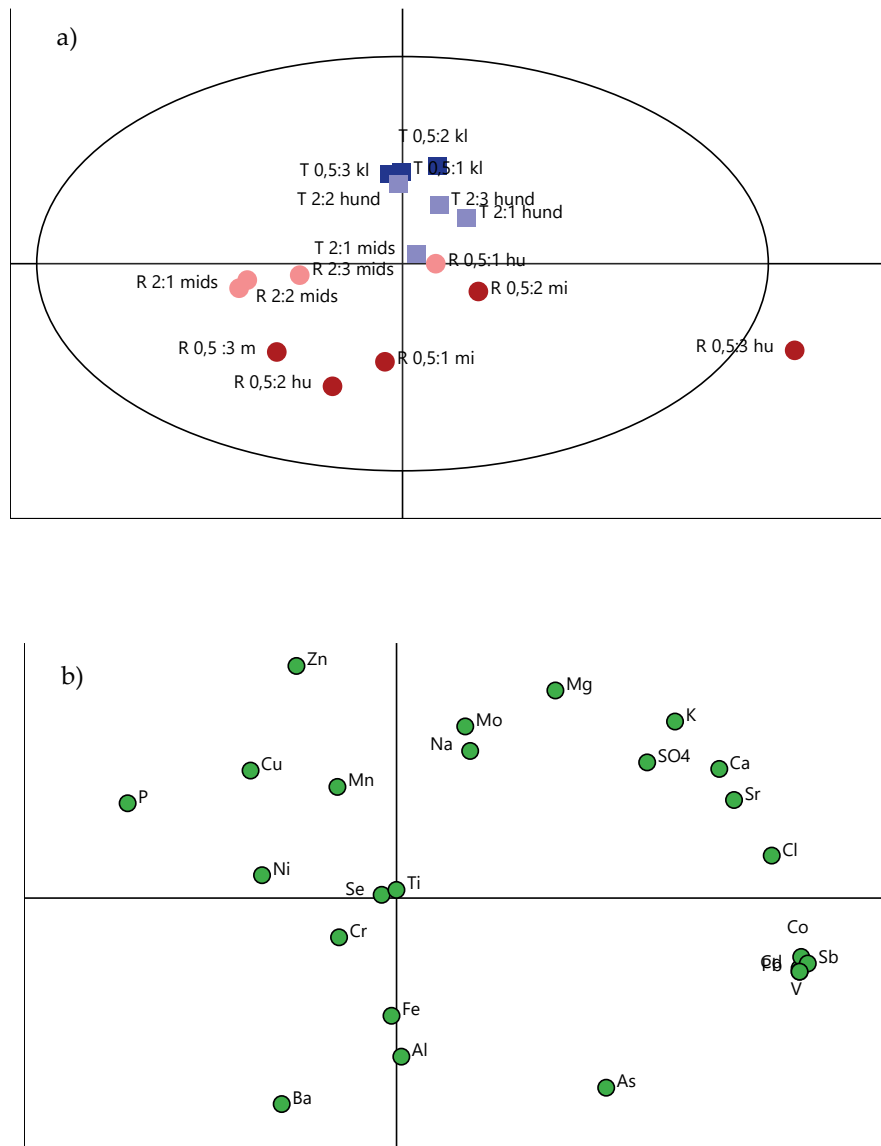 a)
T 0,5:2 kl
T 0,5:3 kl
T 0,5:1 kl
T 2:2 hund
T 2:3 hund
T 2:1 hund
T 2:1 mids
R 0,5:1 hu
R 2:3 mids
R 2:1 mids
R 2:2 mids
R 0,5:2 mi
R 0,5 :3 m
R 0,5:1 mi
R 0,5:3 hu
R 0,5:2 hu
b)
Zn
Mg
Mo
K
Na
SO4
Ca
Cu
Mn
P
Sr
Cl
Ni
Se
Ti
Cr
Co
Sb
V
Fe
Al
As
Ba